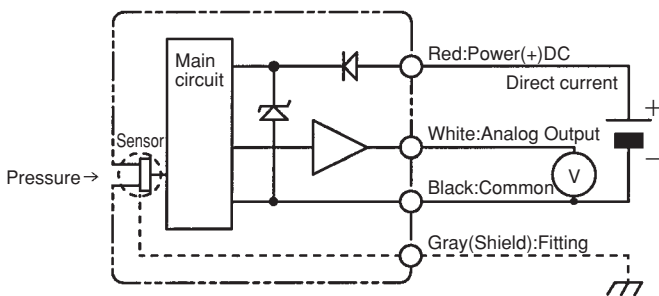 Red:Power(+)DC
Main
circuit
Direct current
+
Sensor
White:Analog Output
−
Pressure→
V
Black:Common
Gray(Shield):Fitting